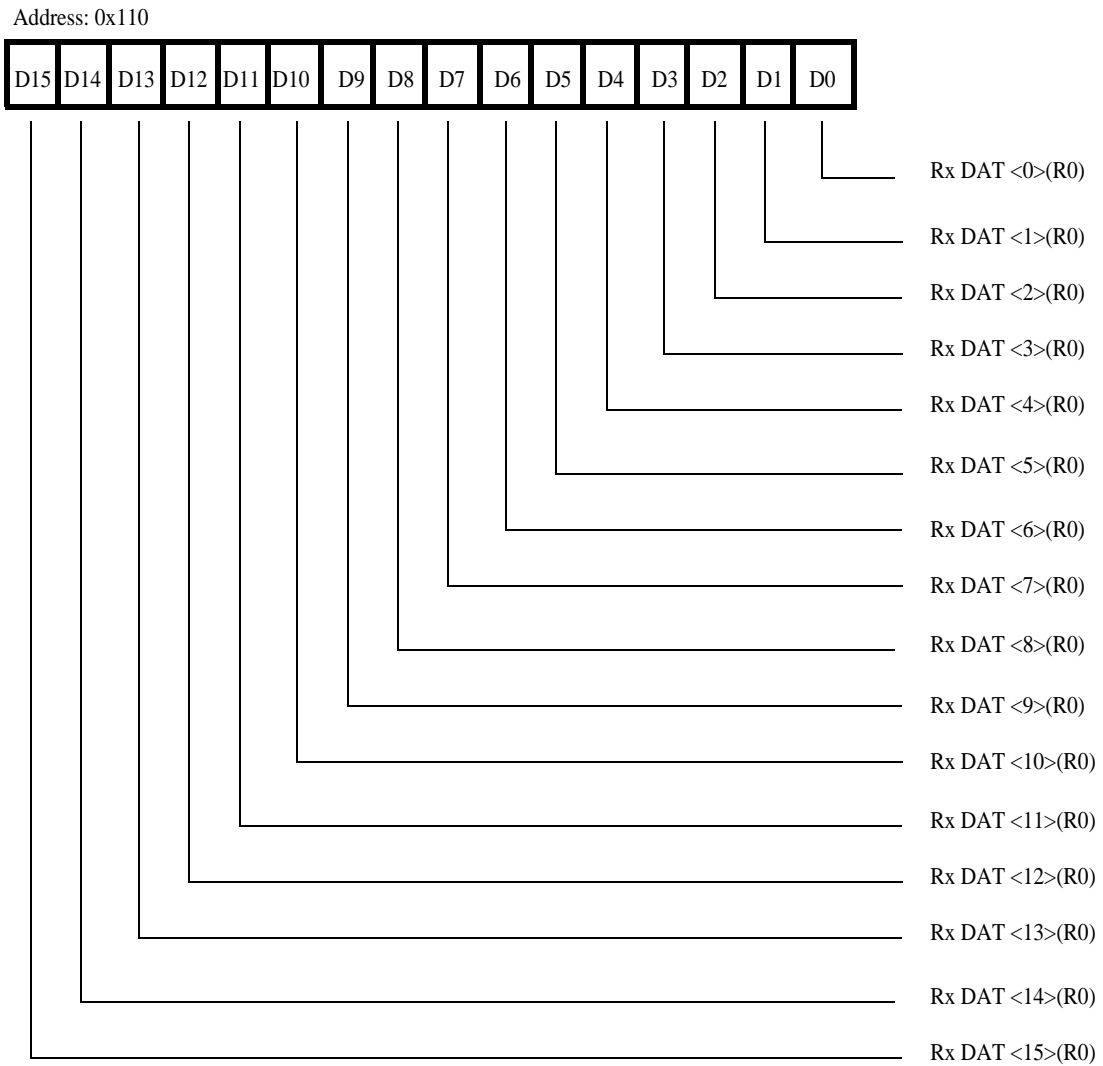 Address: 0x110
D15 D14 D13 D12 D11 D10 D9 D8 D7 D6 D5 D4 D3 D2 D1 D0
Rx DAT <0>(R0)
Rx DAT <1>(R0)
Rx DAT <2>(R0)
Rx DAT <3>(R0)
Rx DAT <4>(R0)
Rx DAT <5>(R0)
Rx DAT <6>(R0)
Rx DAT <7>(R0)
Rx DAT <8>(R0)
Rx DAT <9>(R0)
Rx DAT <10>(R0)
Rx DAT <11>(R0)
Rx DAT <12>(R0)
Rx DAT <13>(R0)
Rx DAT <14>(R0)
Rx DAT <15>(R0)